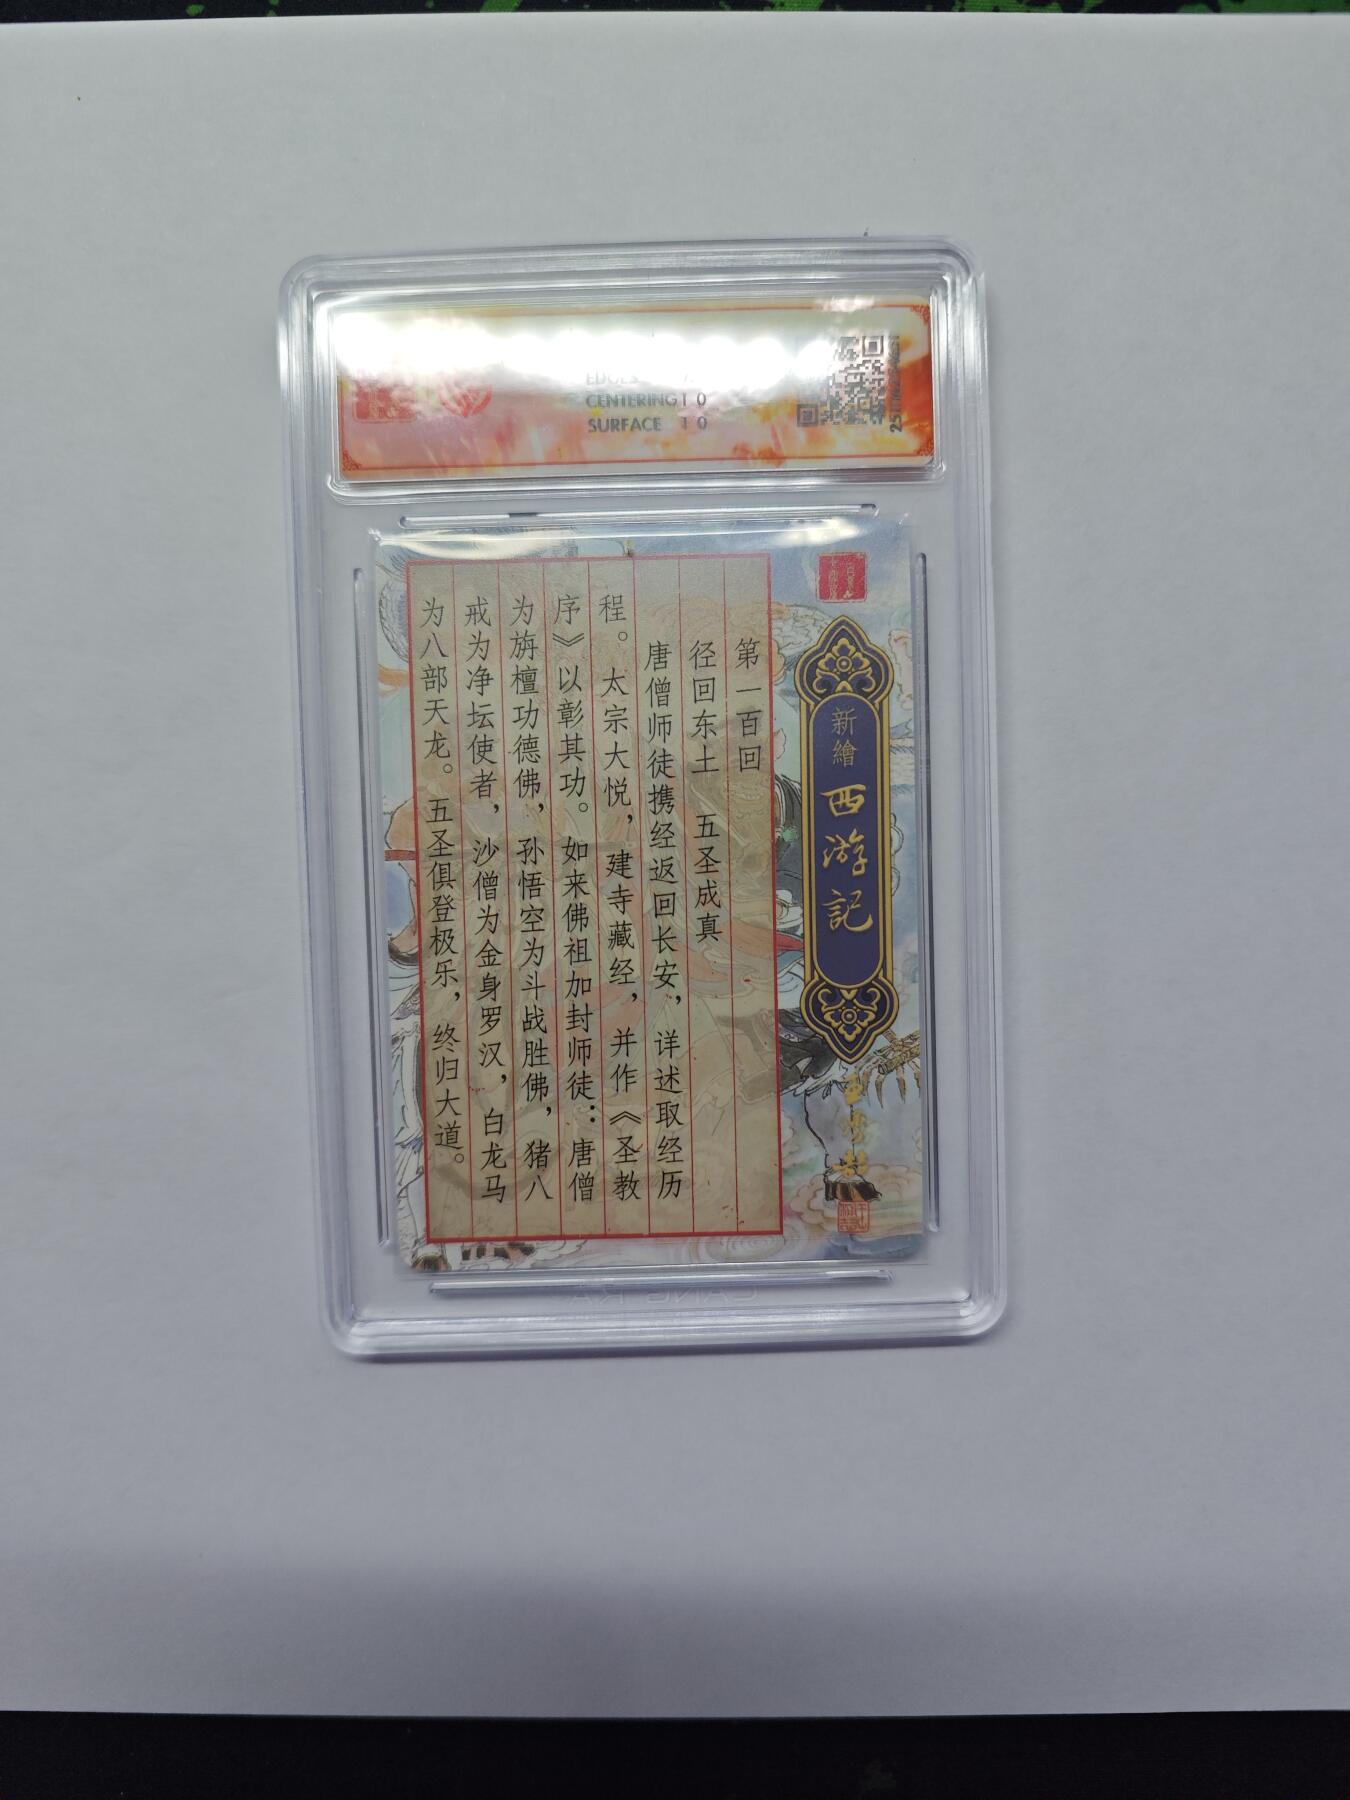 CENTERING 10
SURFACE 10
新繪
西游記
第一百回
径回东土 五圣成真
唐僧师徒携经返回长安，详述取经历
程。太宗大悦，建寺藏经，并作《圣教
序》以彰其功。如来佛祖加封师徒：唐僧
为旃檀功德佛，孙悟空为斗战胜佛，猪八
戒为净坛使者，沙僧为金身罗汉，白龙马
为八部天龙。五圣俱登极乐，终归大道。